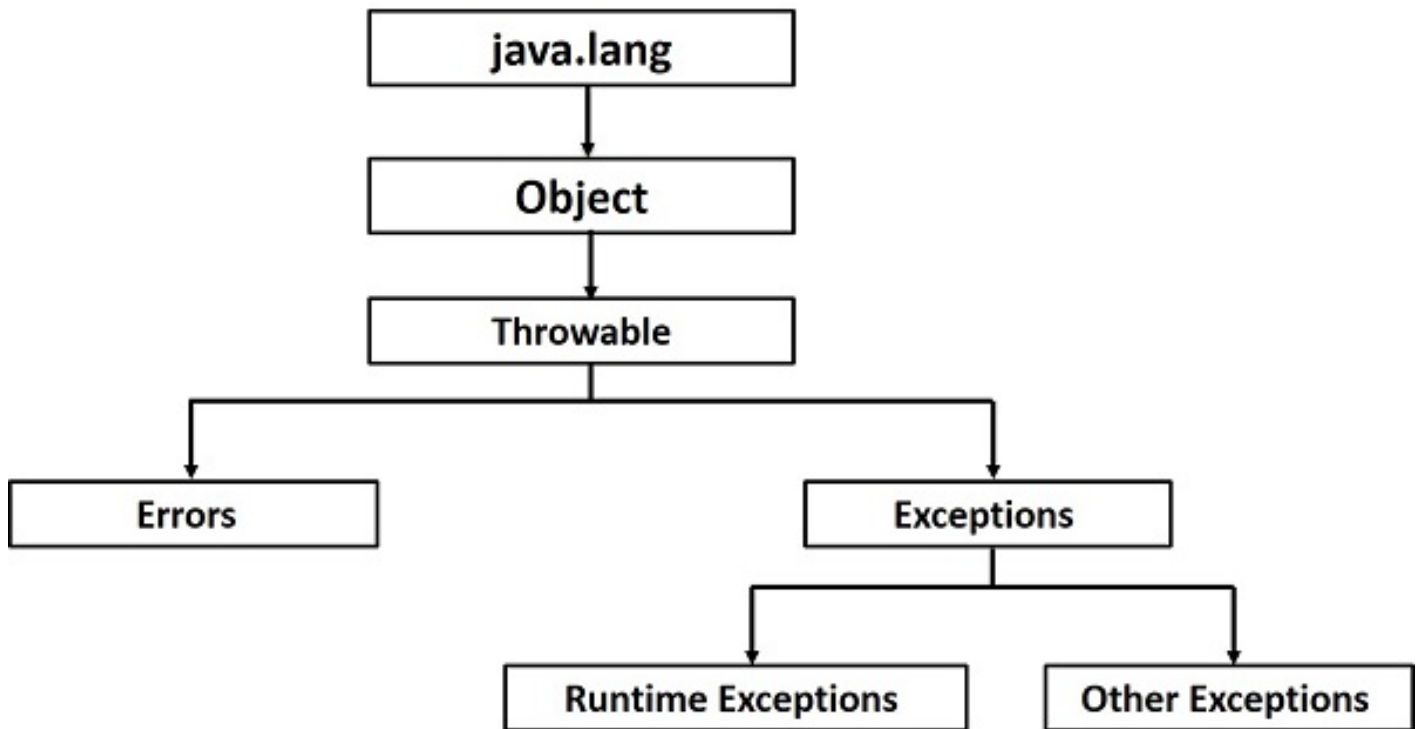 java.lang
Object
Throwable
Errors
Exceptions
Runtime Exceptions
Other Exceptions